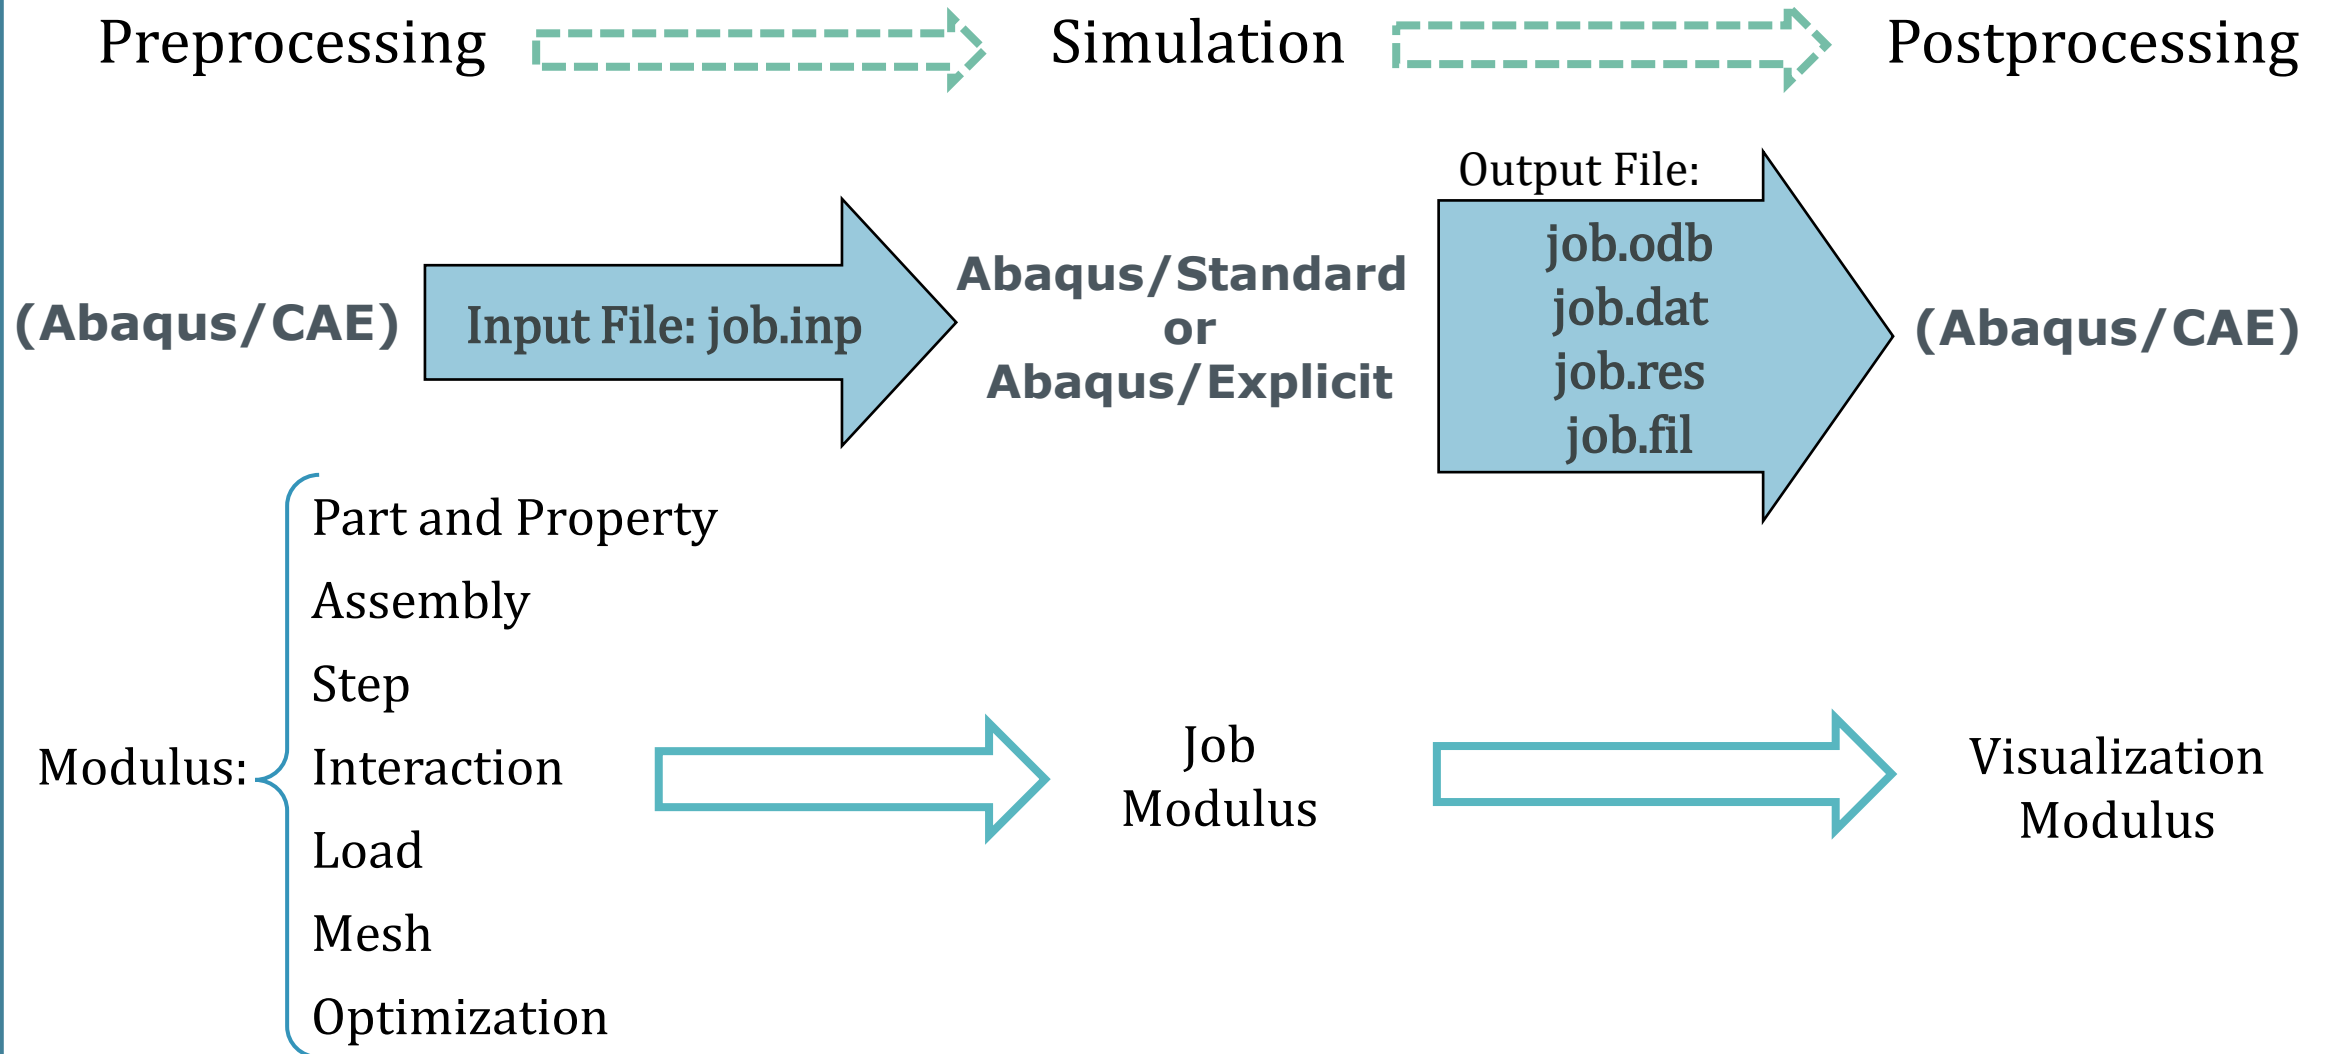 Preprocessing
Simulation
Postprocessing
(Abaqus/CAE)
Input File: job.inp
Abaqus/Standard
or
Abaqus/Explicit
Output File:
job.odb
job.dat
job.res
job.fil
(Abaqus/CAE)
Modulus:
Part and Property
Assembly
Step
Interaction
Load
Mesh
Optimization
Job
Modulus
Visualization
Modulus